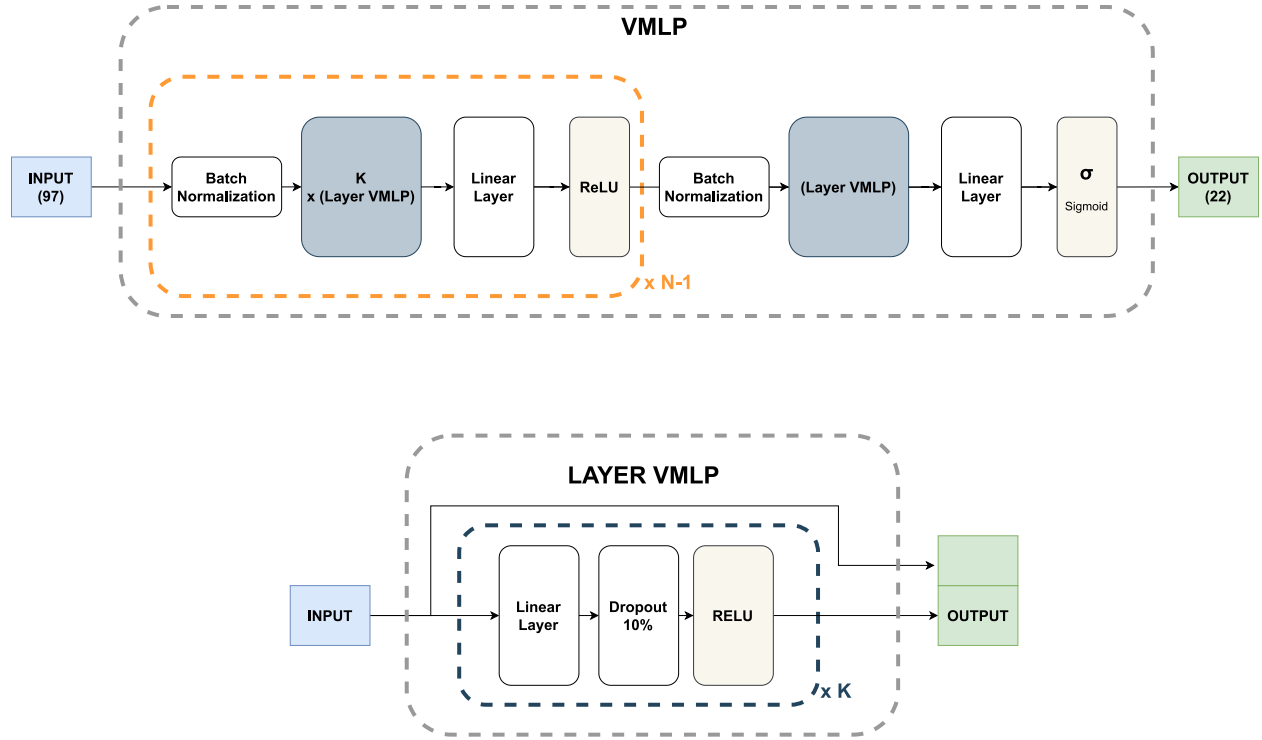 VMLP
INPUT
(97)
Batch
Normalization
K
x (Layer VMLP)
Linear
Layer
ReLU
x N-1
Batch
Normalization
(Layer VMLP)
Linear
Layer
σ
Sigmoid
OUTPUT
(22)
LAYER VMLP
INPUT
Linear
Layer
Dropout
10%
RELU
x K
OUTPUT